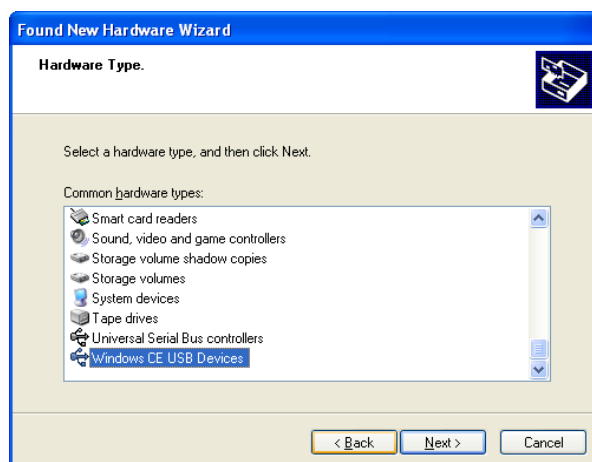 Found New Hardware Wizard
Hardware Type.
Select a hardware type, and then click Next.
Common hardware types:
Smart card readers
Sound, video and game controllers
Storage volume shadow copies
Storage volumes
System devices
Tape drives
Universal Serial Bus controllers
Windows CE USB Devices
< Back Next > Cancel